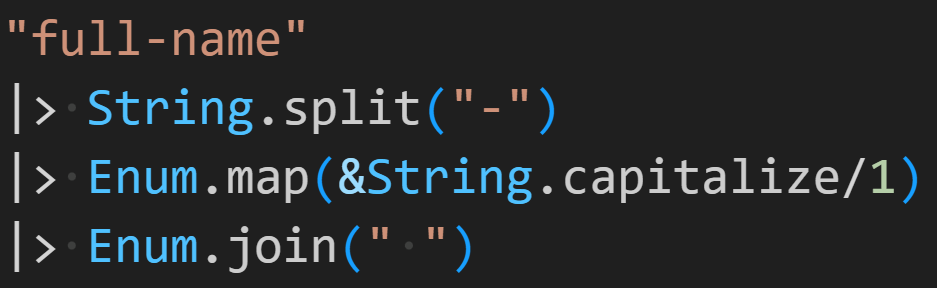 "full-name"
|> String.split("-")
|> Enum.map(&String.capitalize/1)
|> Enum.join(" ")